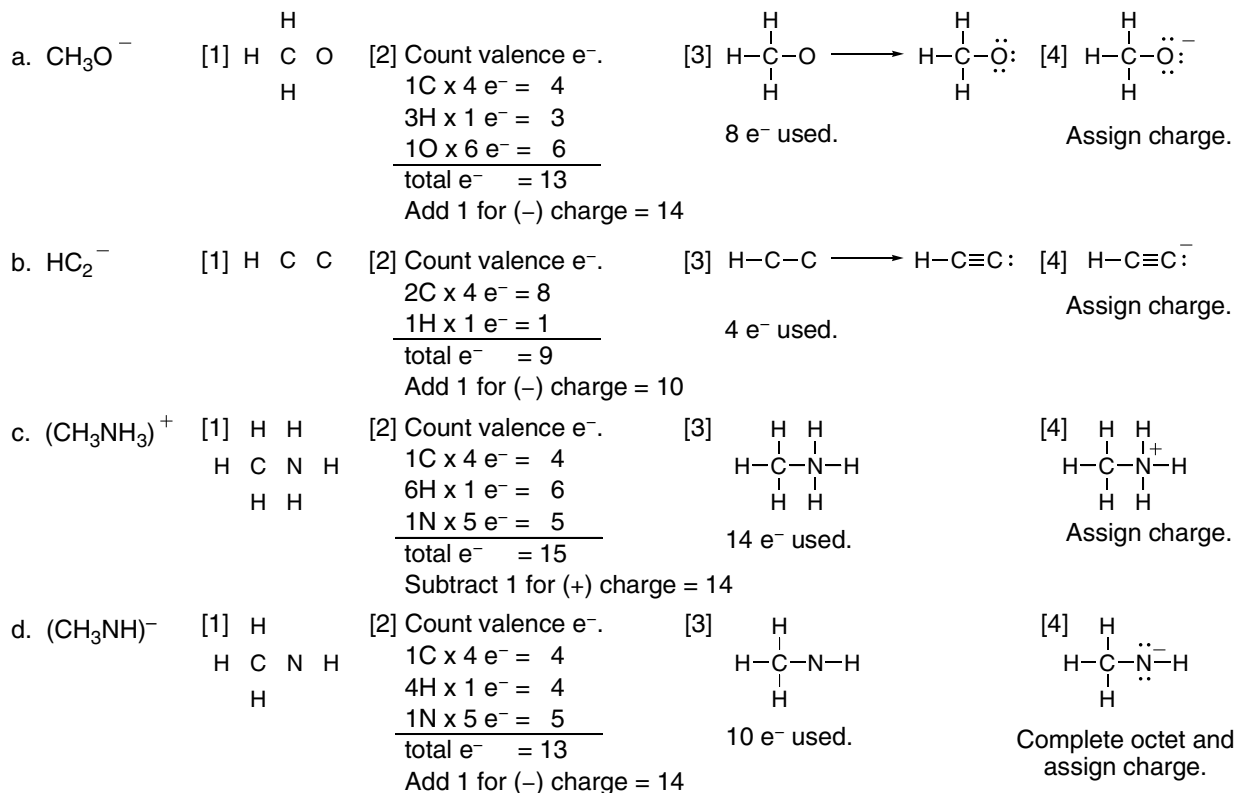 H H H
a. CH₃O⁻ [1] H C O [2] Count valence e⁻. [3] H–C–O ⟶ H–C–Ö: [4] H–C–Ö:⁻
H 1C x 4 e⁻ = 4 H H H
3H x 1 e⁻ = 3 8 e⁻ used. Assign charge.
1O x 6 e⁻ = 6
total e⁻ = 13
Add 1 for (–) charge = 14
b. HC₂⁻ [1] H C C [2] Count valence e⁻. [3] H–C–C ⟶ H–C≡C: [4] H–C≡C:⁻
2C x 4 e⁻ = 8 Assign charge.
1H x 1 e⁻ = 1 4 e⁻ used.
total e⁻ = 9
Add 1 for (–) charge = 10
c. (CH₃NH₃)⁺ [1] H H [2] Count valence e⁻. [3] H H [4] H H
H C N H 1C x 4 e⁻ = 4 H–C–N–H H–C–N⁺–H
H H 6H x 1 e⁻ = 6 H H H H
1N x 5 e⁻ = 5 14 e⁻ used. Assign charge.
total e⁻ = 15
Subtract 1 for (+) charge = 14
d. (CH₃NH)⁻ [1] H [2] Count valence e⁻. [3] H [4] H
H C N H 1C x 4 e⁻ = 4 H–C–N–H H–C–N̈⁻–H
H 4H x 1 e⁻ = 4 H H
1N x 5 e⁻ = 5 10 e⁻ used. Complete octet and
total e⁻ = 13 assign charge.
Add 1 for (–) charge = 14